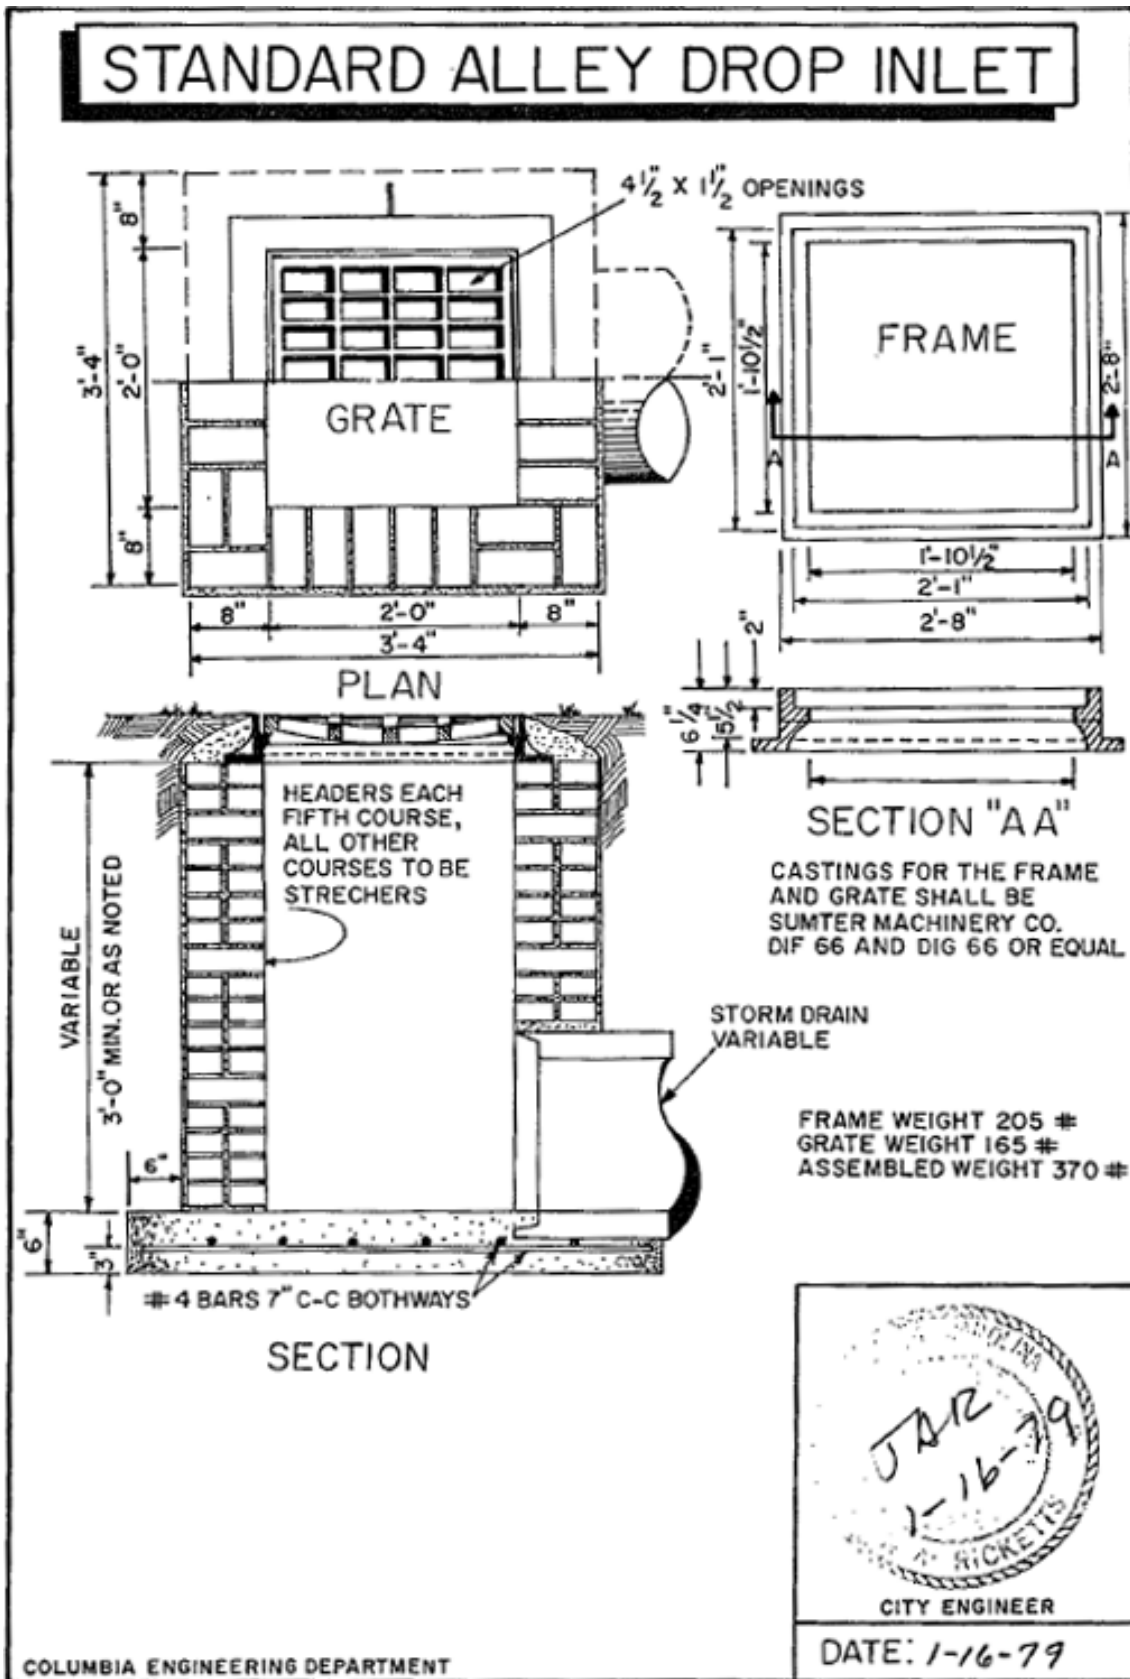 STANDARD ALLEY DROP INLET
4 1/2" X 1 1/2" OPENINGS
8"
2'-0"
3'-4"
8"
GRATE
8"
2'-0"
8"
3'-4"
PLAN
FRAME
2'-1"
1'-10 1/2"
2'-8"
A
A
1'-10 1/2"
2'-1"
2'-8"
2"
6 1/4"
5 1/2"
SECTION "AA"
CASTINGS FOR THE FRAME
AND GRATE SHALL BE
SUMTER MACHINERY CO.
DIF 66 AND DIG 66 OR EQUAL
HEADERS EACH
FIFTH COURSE,
ALL OTHER
COURSES TO BE
STRECHERS
VARIABLE
3'-0" MIN. OR AS NOTED
STORM DRAIN
VARIABLE
FRAME WEIGHT 205 #
GRATE WEIGHT 165 #
ASSEMBLED WEIGHT 370 #
6"
6"
3"
# 4 BARS 7" C-C BOTHWAYS
SECTION
JAR
1-16-79
RICKETTS
CITY ENGINEER
DATE: 1-16-79
COLUMBIA ENGINEERING DEPARTMENT